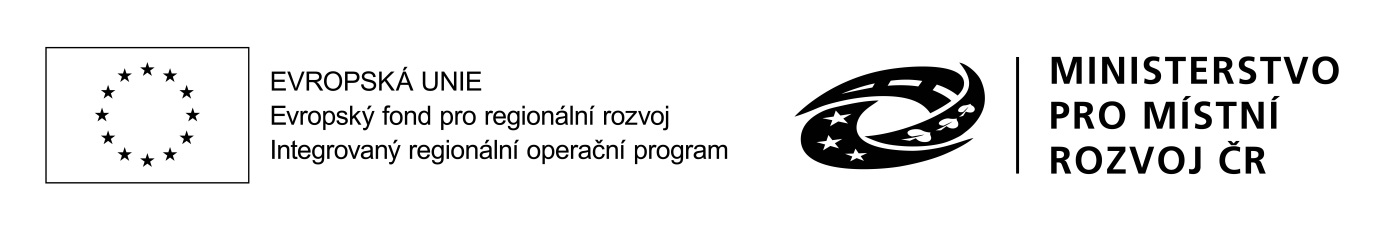 EVROPSKÁ UNIE
Evropský fond pro regionální rozvoj
Integrovaný regionální operační program
MINISTERSTVO
PRO MÍSTNÍ
ROZVOJ ČR